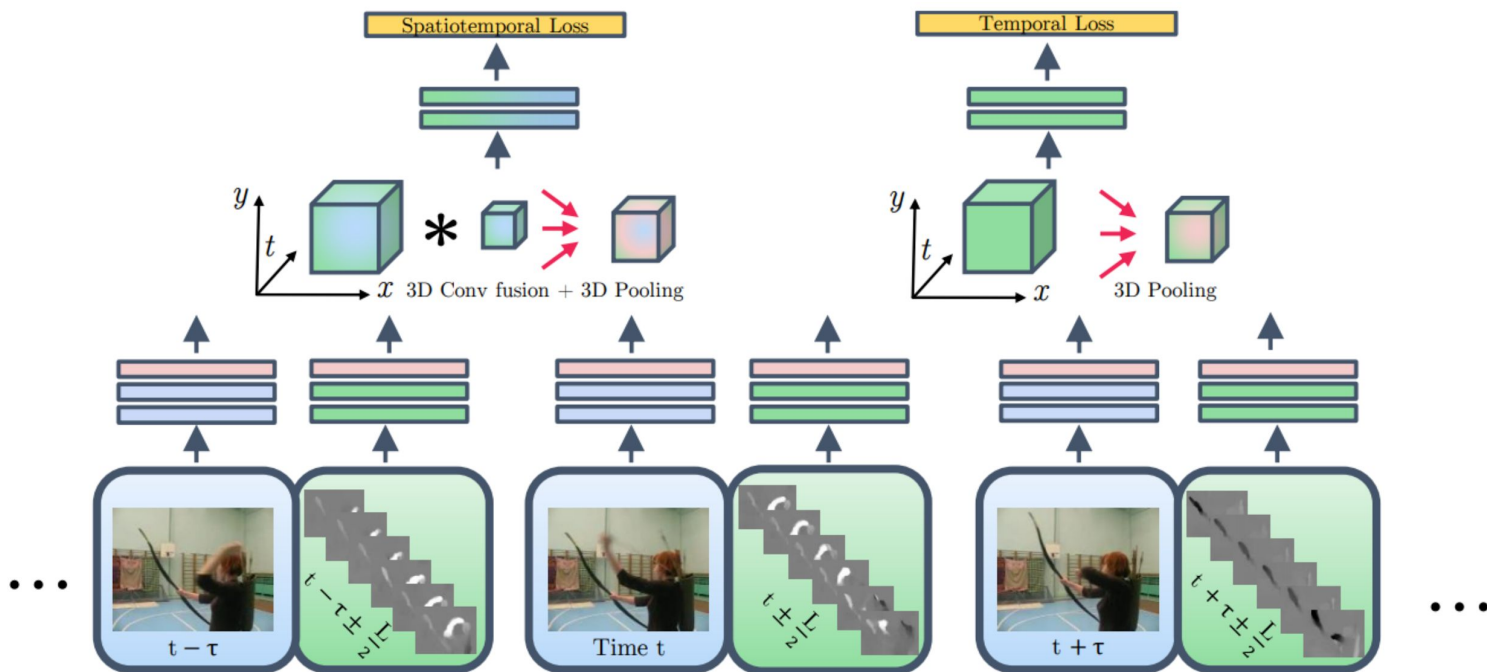 Spatiotemporal Loss
Temporal Loss
y
t
x
*
3D Conv fusion + 3D Pooling
y
t
x
3D Pooling
...
t − τ
t − τ ± L/2
Time t
t ± L/2
t + τ
t + τ ± L/2
...